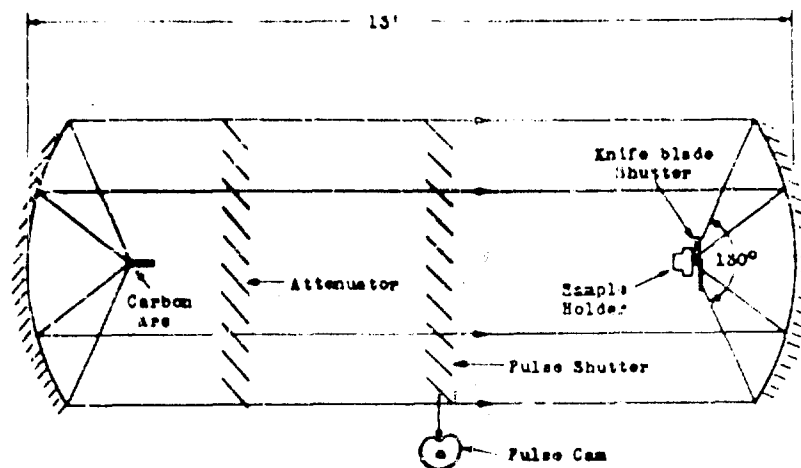 13'
Knife blade
Shutter
130°
Carbon
Arc
Attenuator
Sample
Holder
Pulse Shutter
Pulse Cam